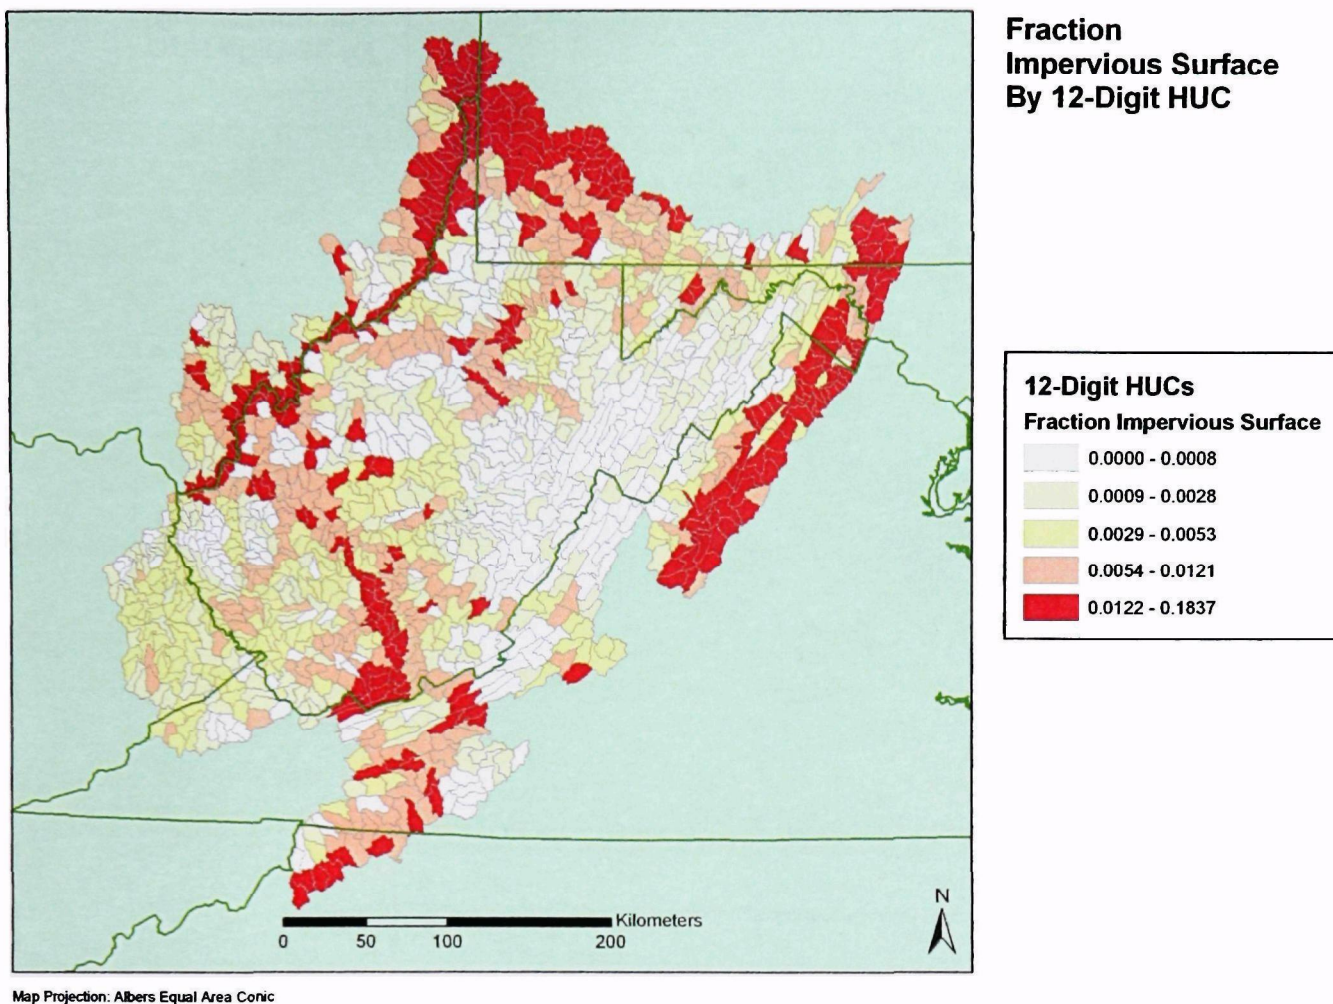 Fraction
Impervious Surface
By 12-Digit HUC
12-Digit HUCs
Fraction Impervious Surface
0.0000 - 0.0008
0.0009 - 0.0028
0.0029 - 0.0053
0.0054 - 0.0121
0.0122 - 0.1837
N
Kilometers
0 50 100 200
Map Projection: Albers Equal Area Conic